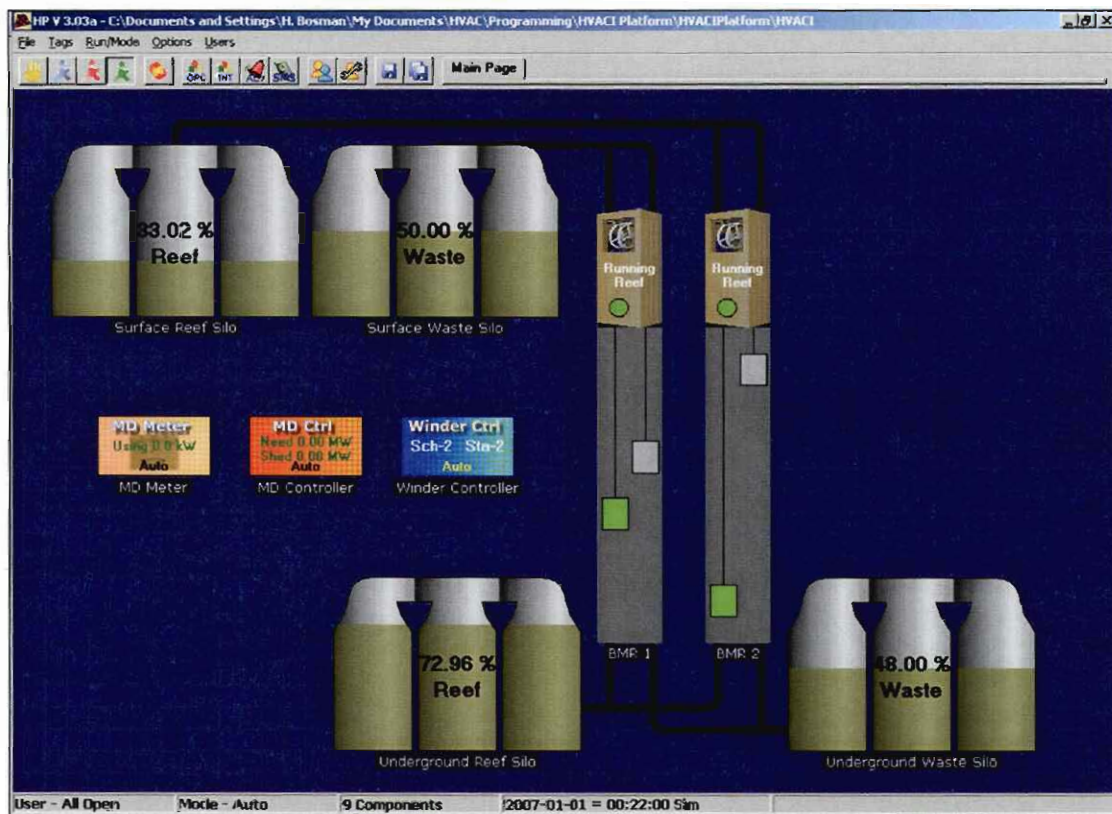 HP V 3.03a - C:\Documents and Settings\H. Bosman\My Documents\HVAC\Programming\HVACI Platform\HVACIPlatform\HVACI
File Tags Run/Mode Options Users
OPC TNT SMS Main Page
33.02 %
Reef
Surface Reef Silo
50.00 %
Waste
Surface Waste Silo
Running
Reef
Running
Reef
MD Meter
Using 0.0 kW
Auto
MD Meter
MD Ctrl
Need 0.00 MW
Shed 0.00 MW
Auto
MD Controller
Winder Ctrl
Sch-2 Sta-2
Auto
Winder Controller
BMR 1
BMR 2
72.96 %
Reef
Underground Reef Silo
48.00 %
Waste
Underground Waste Silo
User - All Open Mode - Auto 9 Components 2007-01-01 = 00:22:00 Sim